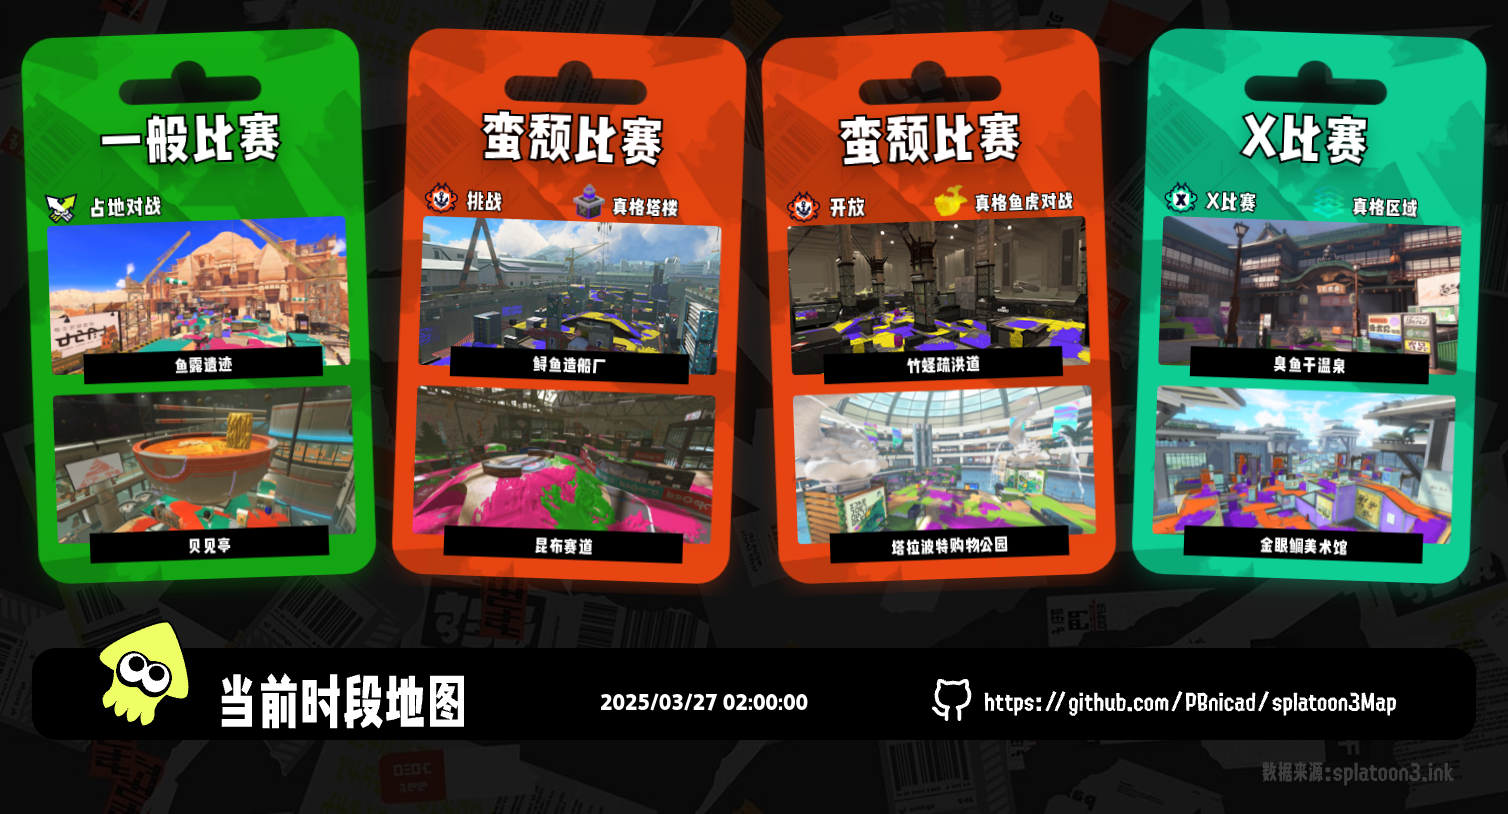 一般比赛
占地对战
鱼露遗迹
贝见亭
蛮颓比赛
挑战
真格塔楼
鲟鱼造船厂
昆布赛道
蛮颓比赛
开放
真格鱼虎对战
竹蛏疏洪道
塔拉波特购物公园
X比赛
X比赛
真格区域
臭鱼干温泉
金眼鲷美术馆
当前时段地图
2025/03/27 02:00:00
https://github.com/PBnicad/splatoon3Map
数据来源:splatoon3.ink